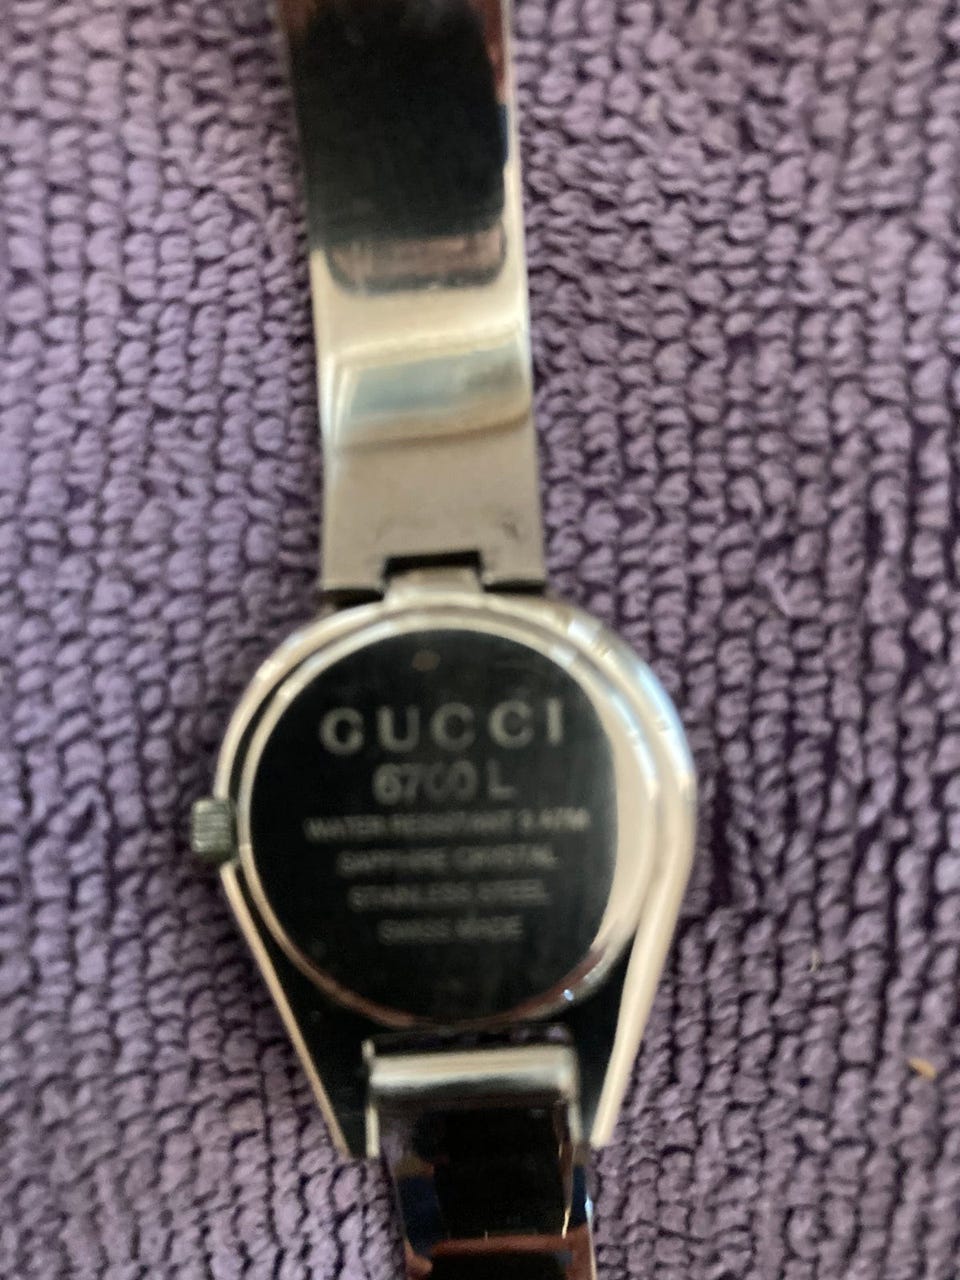 GUCCI
6700 L
WATER RESISTANT 3 ATM
SAPPHIRE CRYSTAL
STAINLESS STEEL
SWISS MADE